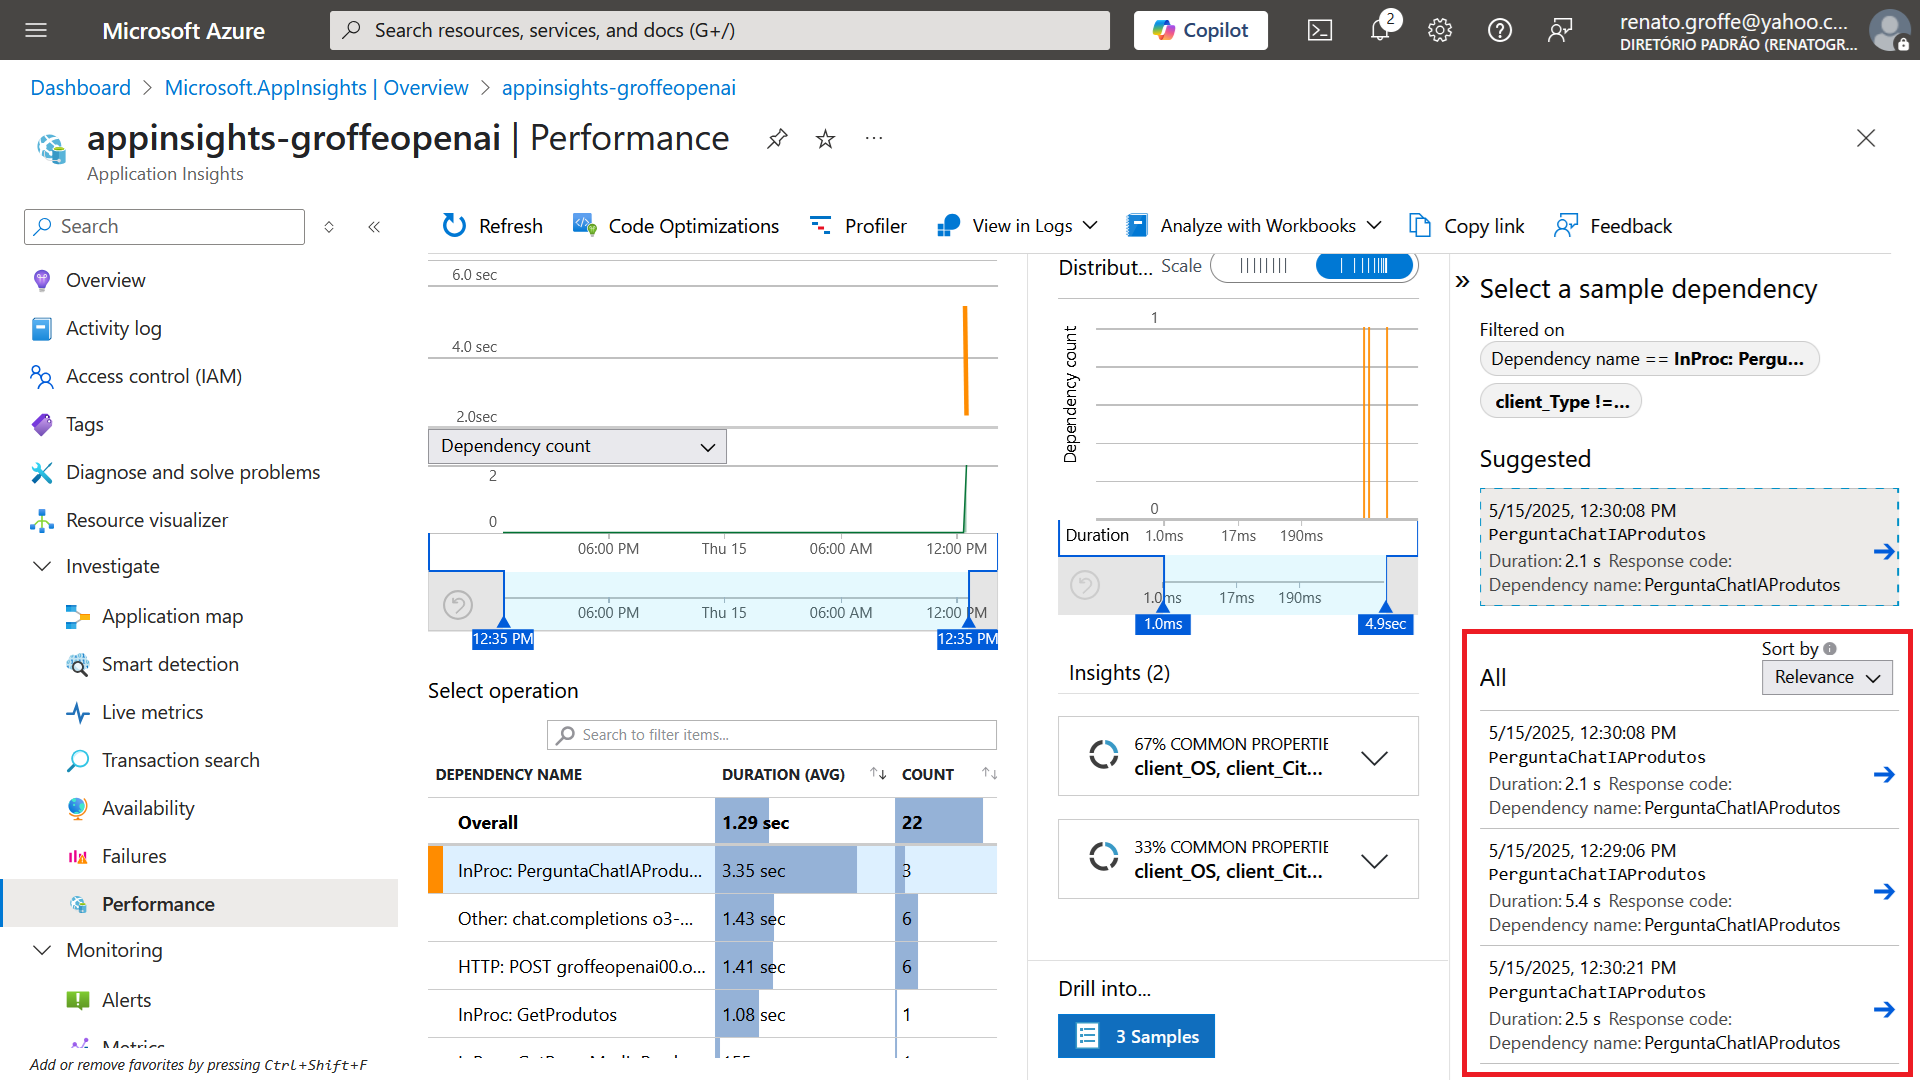 Microsoft Azure
Search resources, services, and docs (G+/)
Copilot
2
renato.groffe@yahoo.c...
DIRETÓRIO PADRÃO (RENATOGR...
Dashboard > Microsoft.AppInsights | Overview > appinsights-groffeopenai
appinsights-groffeopenai | Performance
Application Insights
Search
Refresh
Code Optimizations
Profiler
View in Logs
Analyze with Workbooks
Copy link
Feedback
Overview
Activity log
Access control (IAM)
Tags
Diagnose and solve problems
Resource visualizer
Investigate
Application map
Smart detection
Live metrics
Transaction search
Availability
Failures
Performance
Monitoring
Alerts
Metrics
Add or remove favorites by pressing Ctrl+Shift+F
6.0 sec
4.0 sec
2.0sec
Dependency count
2
0
06:00 PM Thu 15 06:00 AM 12:00 PM
06:00 PM Thu 15 06:00 AM 12:00 PM
12:35 PM 12:35 PM
Select operation
Search to filter items...
DEPENDENCY NAME DURATION (AVG) COUNT
Overall 1.29 sec 22
InProc: PerguntaChatIAProdu... 3.35 sec 3
Other: chat.completions o3-... 1.43 sec 6
HTTP: POST groffeopenai00.o... 1.41 sec 6
InProc: GetProdutos 1.08 sec 1
Distribut... Scale
Dependency count
1
0
Duration 1.0ms 17ms 190ms
1.0ms 17ms 190ms
1.0ms 4.9sec
Insights (2)
67% COMMON PROPERTIE
client_OS, client_Cit...
33% COMMON PROPERTIE
client_OS, client_Cit...
Drill into...
3 Samples
Select a sample dependency
Filtered on
Dependency name == InProc: Pergu...
client_Type !=...
Suggested
5/15/2025, 12:30:08 PM
PerguntaChatIAProdutos
Duration: 2.1 s Response code:
Dependency name: PerguntaChatIAProdutos
Sort by
All
Relevance
5/15/2025, 12:30:08 PM
PerguntaChatIAProdutos
Duration: 2.1 s Response code:
Dependency name: PerguntaChatIAProdutos
5/15/2025, 12:29:06 PM
PerguntaChatIAProdutos
Duration: 5.4 s Response code:
Dependency name: PerguntaChatIAProdutos
5/15/2025, 12:30:21 PM
PerguntaChatIAProdutos
Duration: 2.5 s Response code:
Dependency name: PerguntaChatIAProdutos